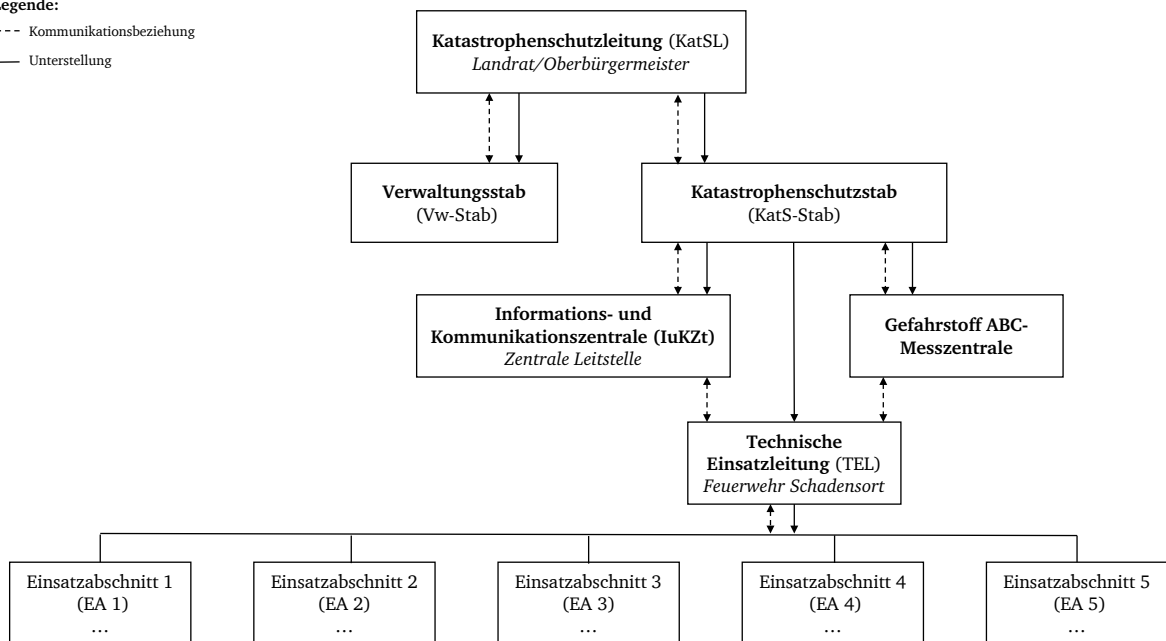 Legende:
Kommunikationsbeziehung
Unterstellung
Katastrophenschutzleitung (KatSL)
Landrat/Oberbürgermeister
Verwaltungsstab
(Vw-Stab)
Katastrophenschutzstab
(KatS-Stab)
Informations- und
Kommunikationszentrale (IuKZt)
Zentrale Leitstelle
Gefahrstoff ABC-
Messzentrale
Technische
Einsatzleitung (TEL)
Feuerwehr Schadensort
Einsatzabschnitt 1
(EA 1)
...
Einsatzabschnitt 2
(EA 2)
...
Einsatzabschnitt 3
(EA 3)
...
Einsatzabschnitt 4
(EA 4)
...
Einsatzabschnitt 5
(EA 5)
...